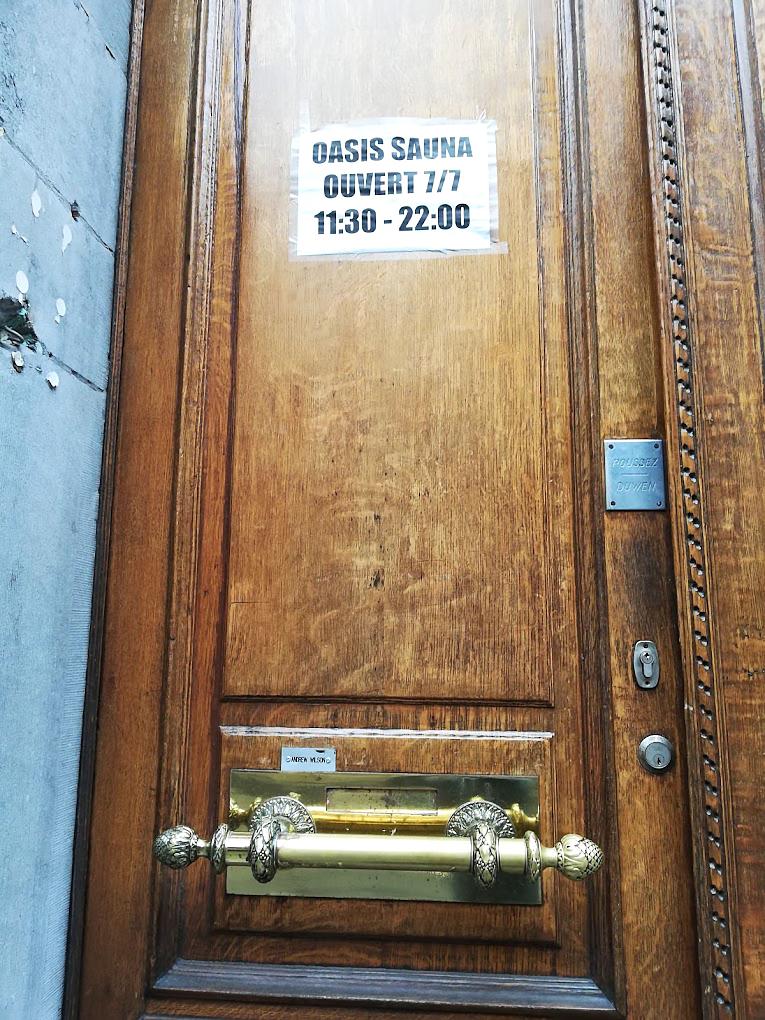 OASIS SAUNA
OUVERT 7/7
11:30 - 22:00
POUSSEZ
DUWEN
ANDREW WILSON